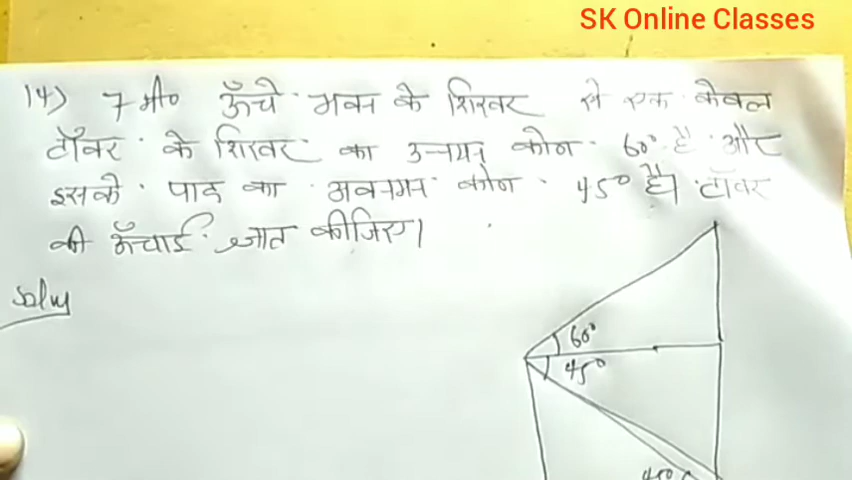 SK Online Classes
14) 7 मी० ऊँचे भवन के शिखर से एक केबल
टॉवर के शिखर का उन्नयन कोण 60° है और
इसके पाद का अवनमन कोण 45° है। टॉवर
की ऊँचाई ज्ञात कीजिए।
Solⁿ
60°
45°